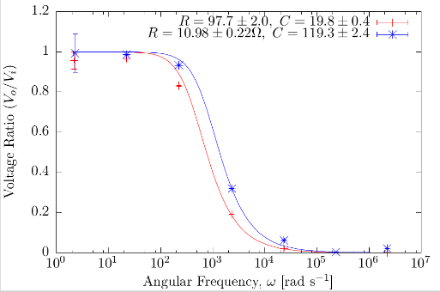 R = 97.7 ± 2.0, C = 19.8 ± 0.4
R = 10.98 ± 0.22Ω, C = 119.3 ± 2.4
1.2
1
0.8
0.6
0.4
0.2
0
10⁰ 10¹ 10² 10³ 10⁴ 10⁵ 10⁶ 10⁷
Voltage Ratio (Vₒ/Vᵢ)
Angular Frequency, ω [rad s⁻¹]